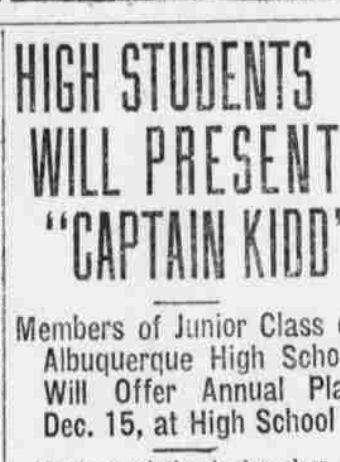 HIGH STUDENTS
WILL PRESENT
"CAPTAIN KIDD"
Members of Junior Class
Albuquerque High Scho
Will Offer Annual Pla
Dec. 15, at High School